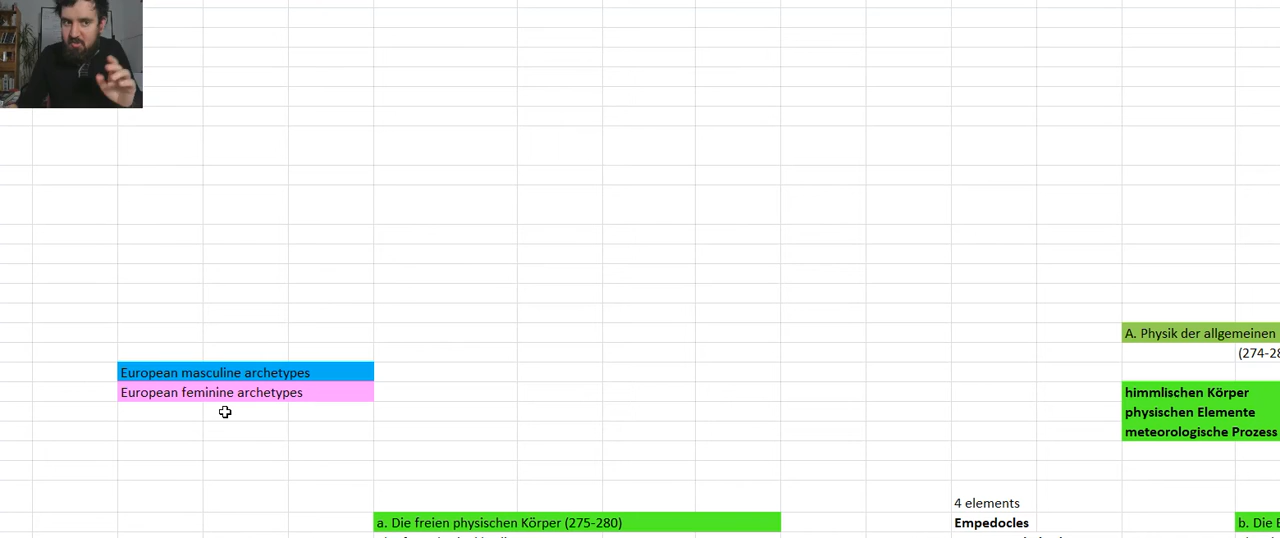 A. Physik der allgemeinen
(274-28
European masculine archetypes
European feminine archetypes
himmlischen Körper
physischen Elemente
meteorologische Prozess
4 elements
a. Die freien physischen Körper (275-280)
Empedocles
b. Die E